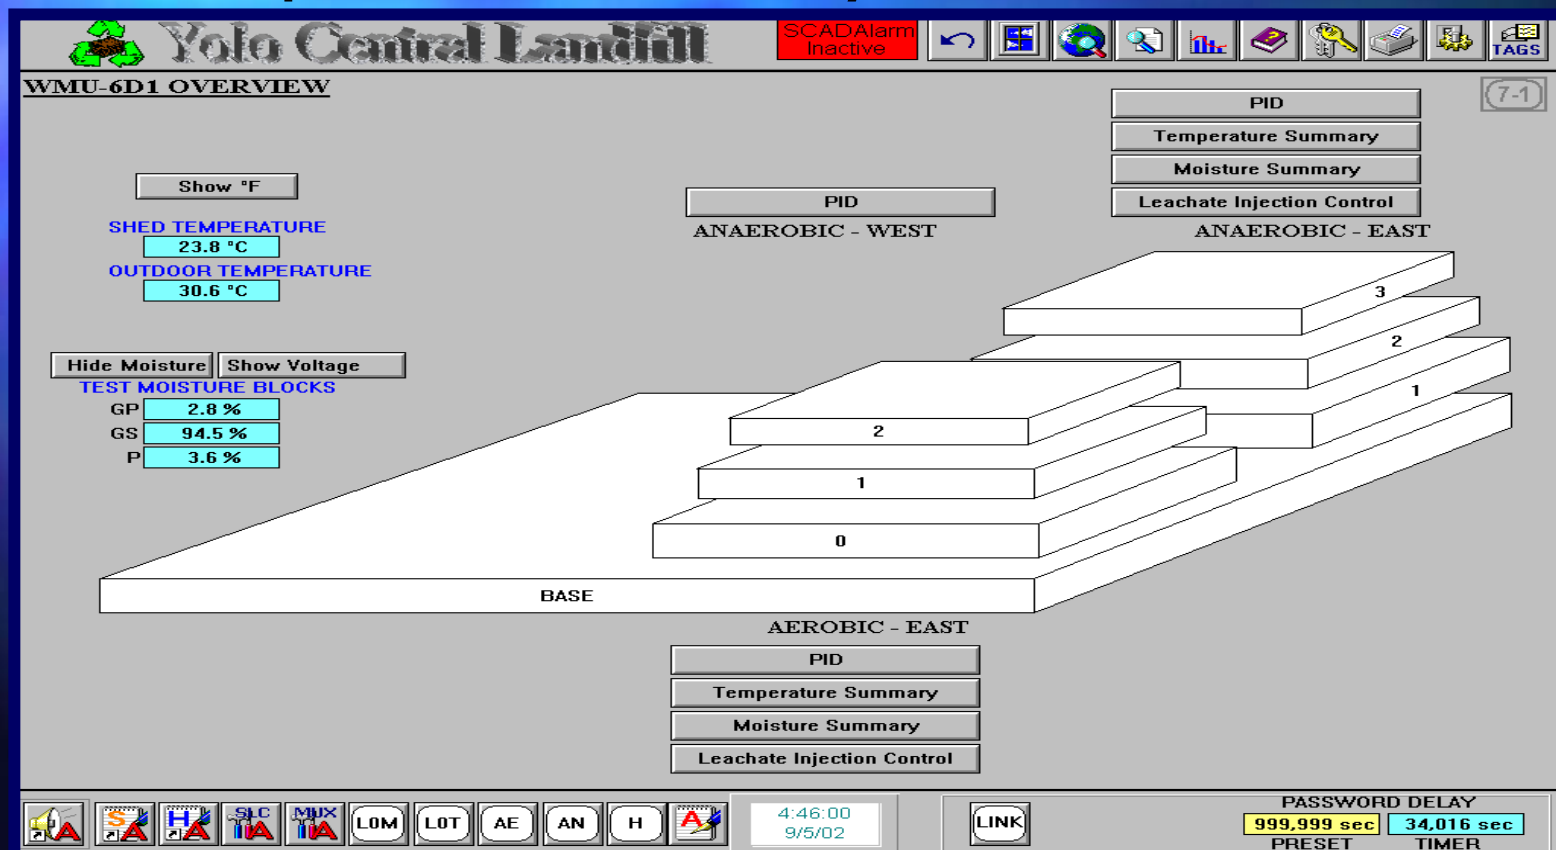 Yolo Central Landfill
SCADAlarm
Inactive
TAGS
WMU-6D1 OVERVIEW
7-1
PID
Temperature Summary
Moisture Summary
Leachate Injection Control
ANAEROBIC - EAST
PID
ANAEROBIC - WEST
Show °F
SHED TEMPERATURE
23.8 °C
OUTDOOR TEMPERATURE
30.6 °C
Hide Moisture
Show Voltage
TEST MOISTURE BLOCKS
GP 2.8 %
GS 94.5 %
P 3.6 %
3
2
1
2
1
0
BASE
AEROBIC - EAST
PID
Temperature Summary
Moisture Summary
Leachate Injection Control
A
S A
H A
SLC A
MUX A
LOM
LOT
AE
AN
H
A
4:46:00
9/5/02
LINK
PASSWORD DELAY
999,999 sec 34,016 sec
PRESET TIMER